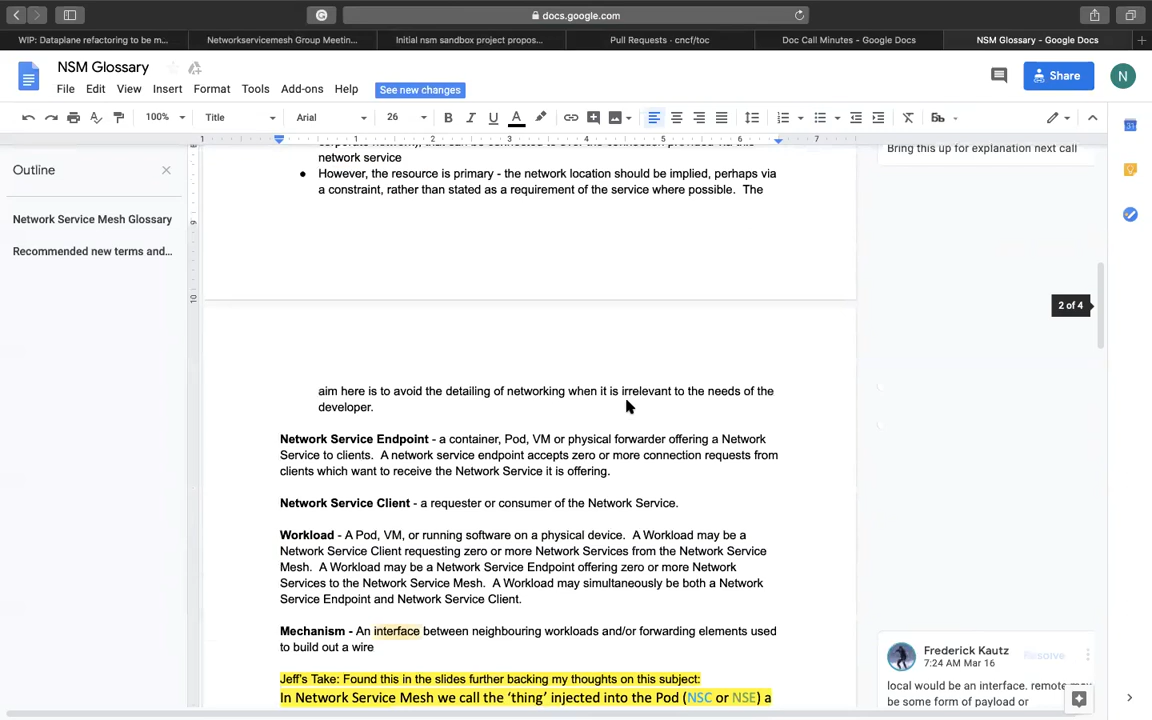 docs.google.com
WIP: Dataplane refactoring to be m...
Networkservicemesh Group Meetin...
Initial nsm sandbox project propos...
Pull Requests · cncf/toc
Doc Call Minutes - Google Docs
NSM Glossary - Google Docs
NSM Glossary
File Edit View Insert Format Tools Add-ons Help See new changes
Share
N
100% Title Arial 26
1 1 2 3 4 5 6 7
Outline
Network Service Mesh Glossary
Recommended new terms and...
network service
● However, the resource is primary - the network location should be implied, perhaps via
a constraint, rather than stated as a requirement of the service where possible. The
9
10
Bring this up for explanation next call
2 of 4
aim here is to avoid the detailing of networking when it is irrelevant to the needs of the
developer.
Network Service Endpoint - a container, Pod, VM or physical forwarder offering a Network
Service to clients. A network service endpoint accepts zero or more connection requests from
clients which want to receive the Network Service it is offering.
Network Service Client - a requester or consumer of the Network Service.
Workload - A Pod, VM, or running software on a physical device. A Workload may be a
Network Service Client requesting zero or more Network Services from the Network Service
Mesh. A Workload may be a Network Service Endpoint offering zero or more Network
Services to the Network Service Mesh. A Workload may simultaneously be both a Network
Service Endpoint and Network Service Client.
Mechanism - An interface between neighbouring workloads and/or forwarding elements used
to build out a wire
Jeff's Take: Found this in the slides further backing my thoughts on this subject:
In Network Service Mesh we call the ‘thing’ injected into the Pod (NSC or NSE) a
Frederick Kautz
7:24 AM Mar 16
Resolve
local would be an interface. remote may
be some form of payload or